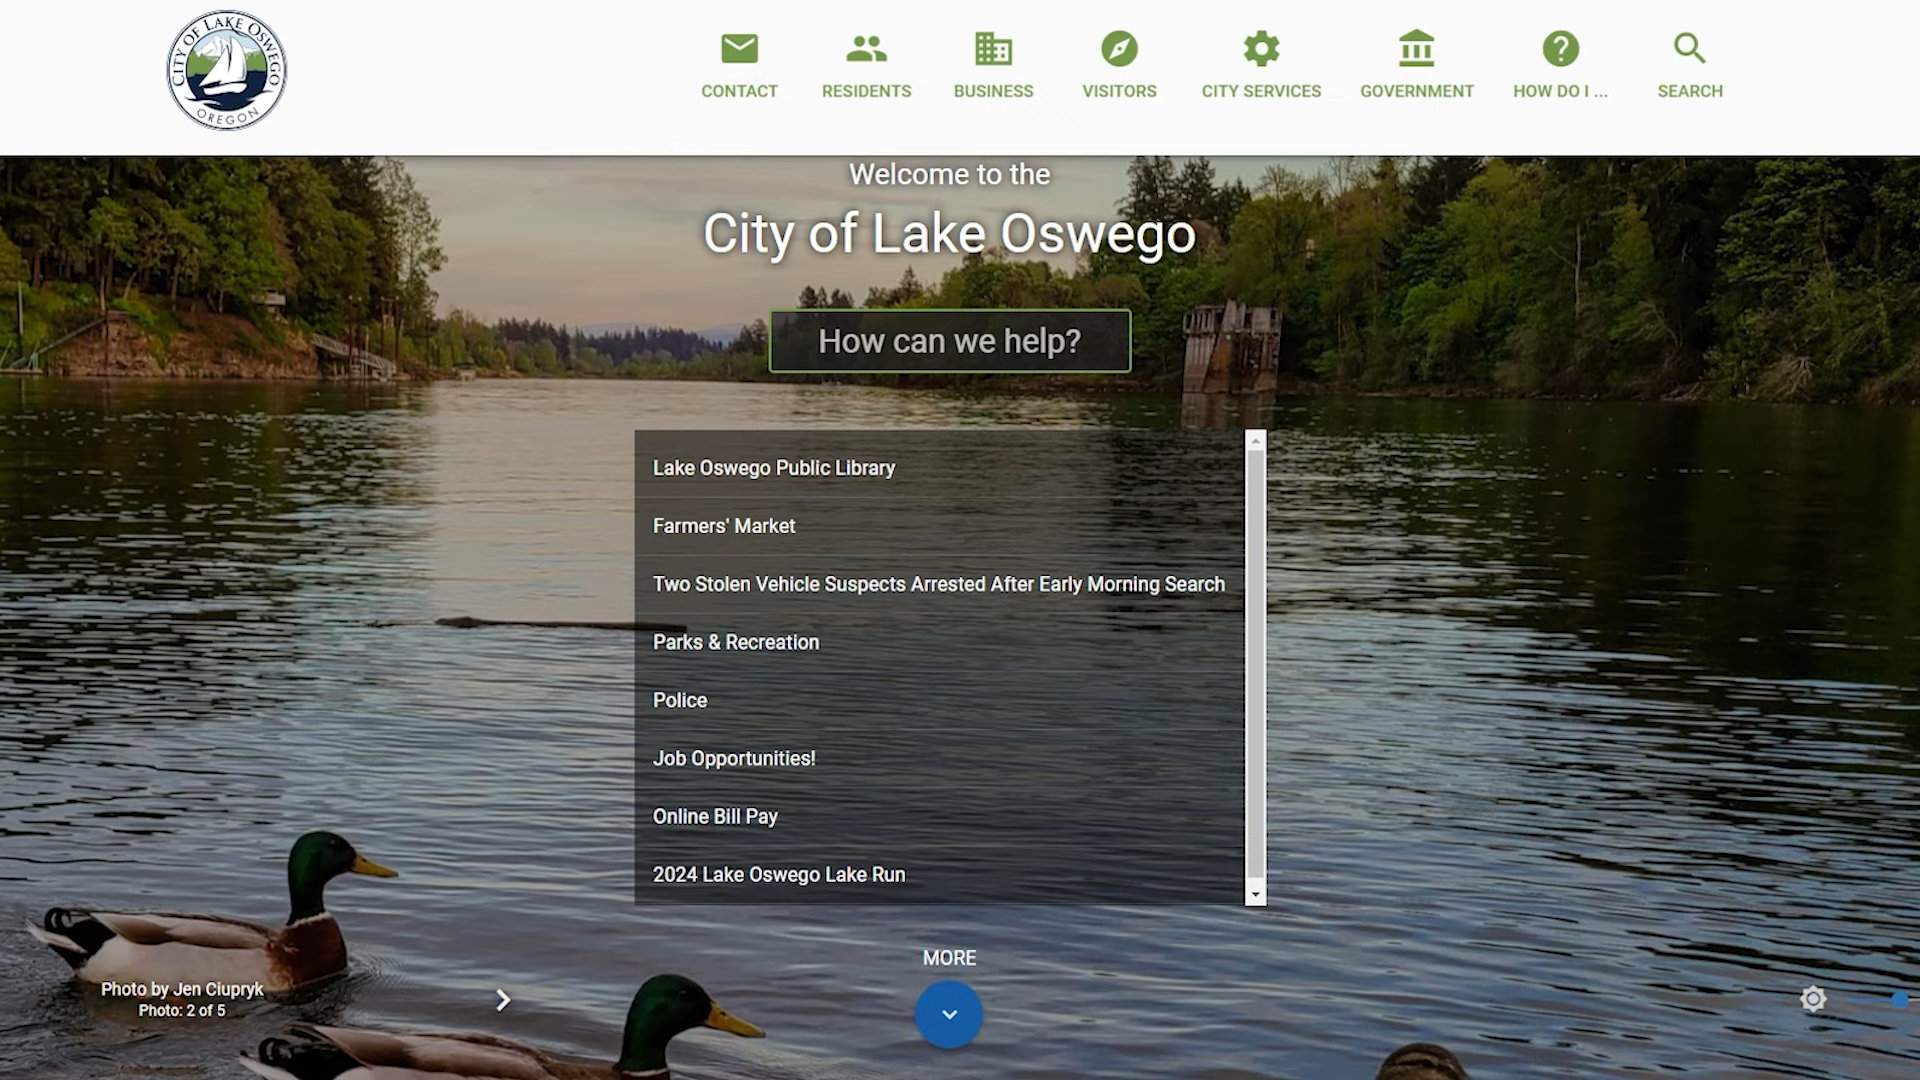 CITY OF LAKE OSWEGO
OREGON
CONTACT
RESIDENTS
BUSINESS
VISITORS
CITY SERVICES
GOVERNMENT
HOW DO I ...
SEARCH
Welcome to the
City of Lake Oswego
How can we help?
Lake Oswego Public Library
Farmers' Market
Two Stolen Vehicle Suspects Arrested After Early Morning Search
Parks & Recreation
Police
Job Opportunities!
Online Bill Pay
2024 Lake Oswego Lake Run
MORE
Photo by Jen Ciupryk
Photo: 2 of 5